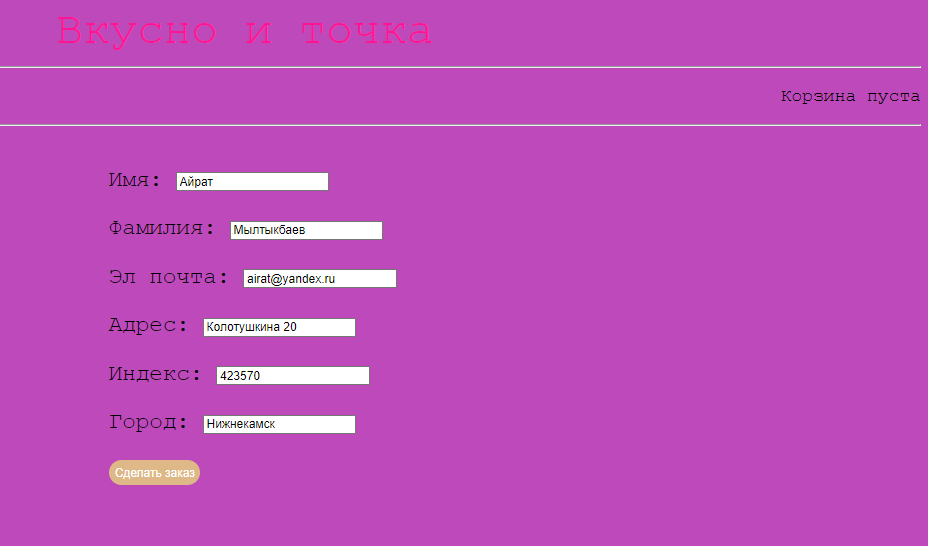 Вкусно и точка
Корзина пуста
Имя: Айрат
Фамилия: Мылтыкбаев
Эл почта: airat@yandex.ru
Адрес: Колотушкина 20
Индекс: 423570
Город: Нижнекамск
Сделать заказ